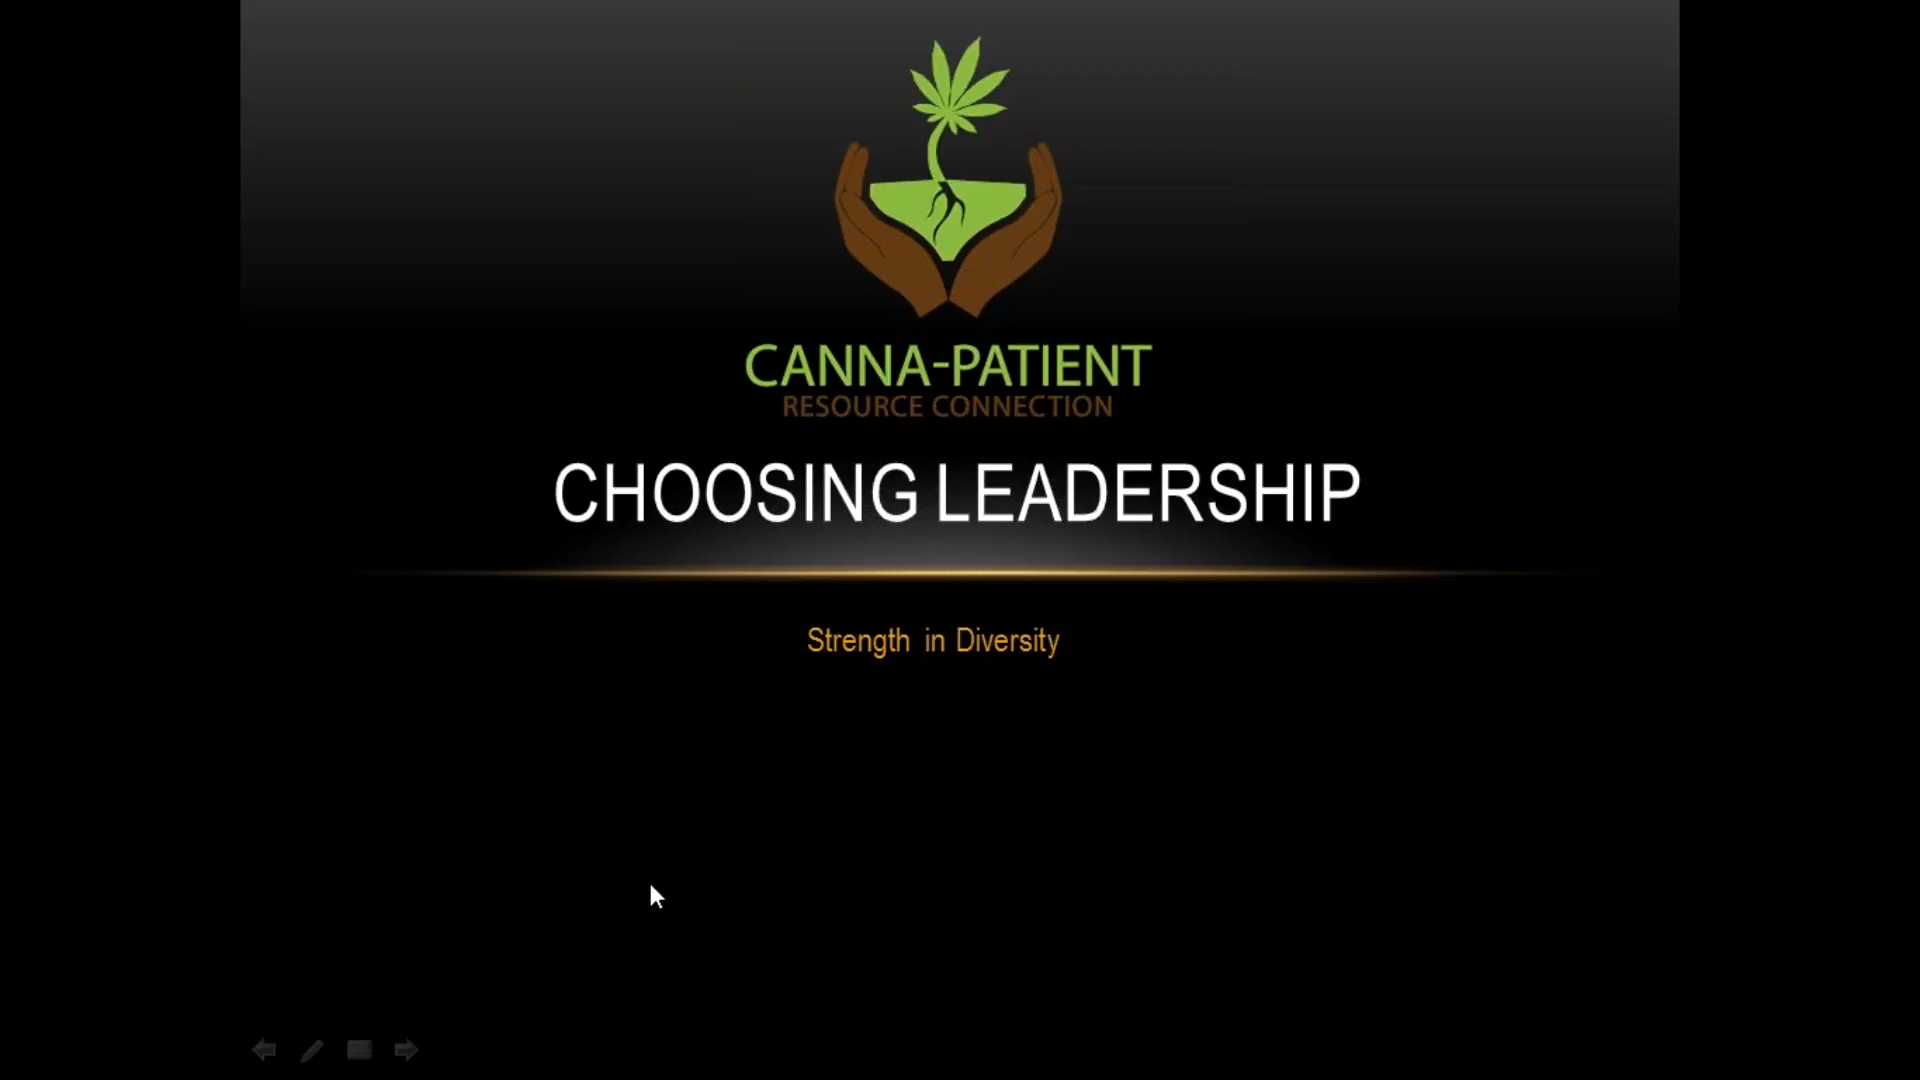 CANNA-PATIENT
RESOURCE CONNECTION
CHOOSING LEADERSHIP
Strength in Diversity